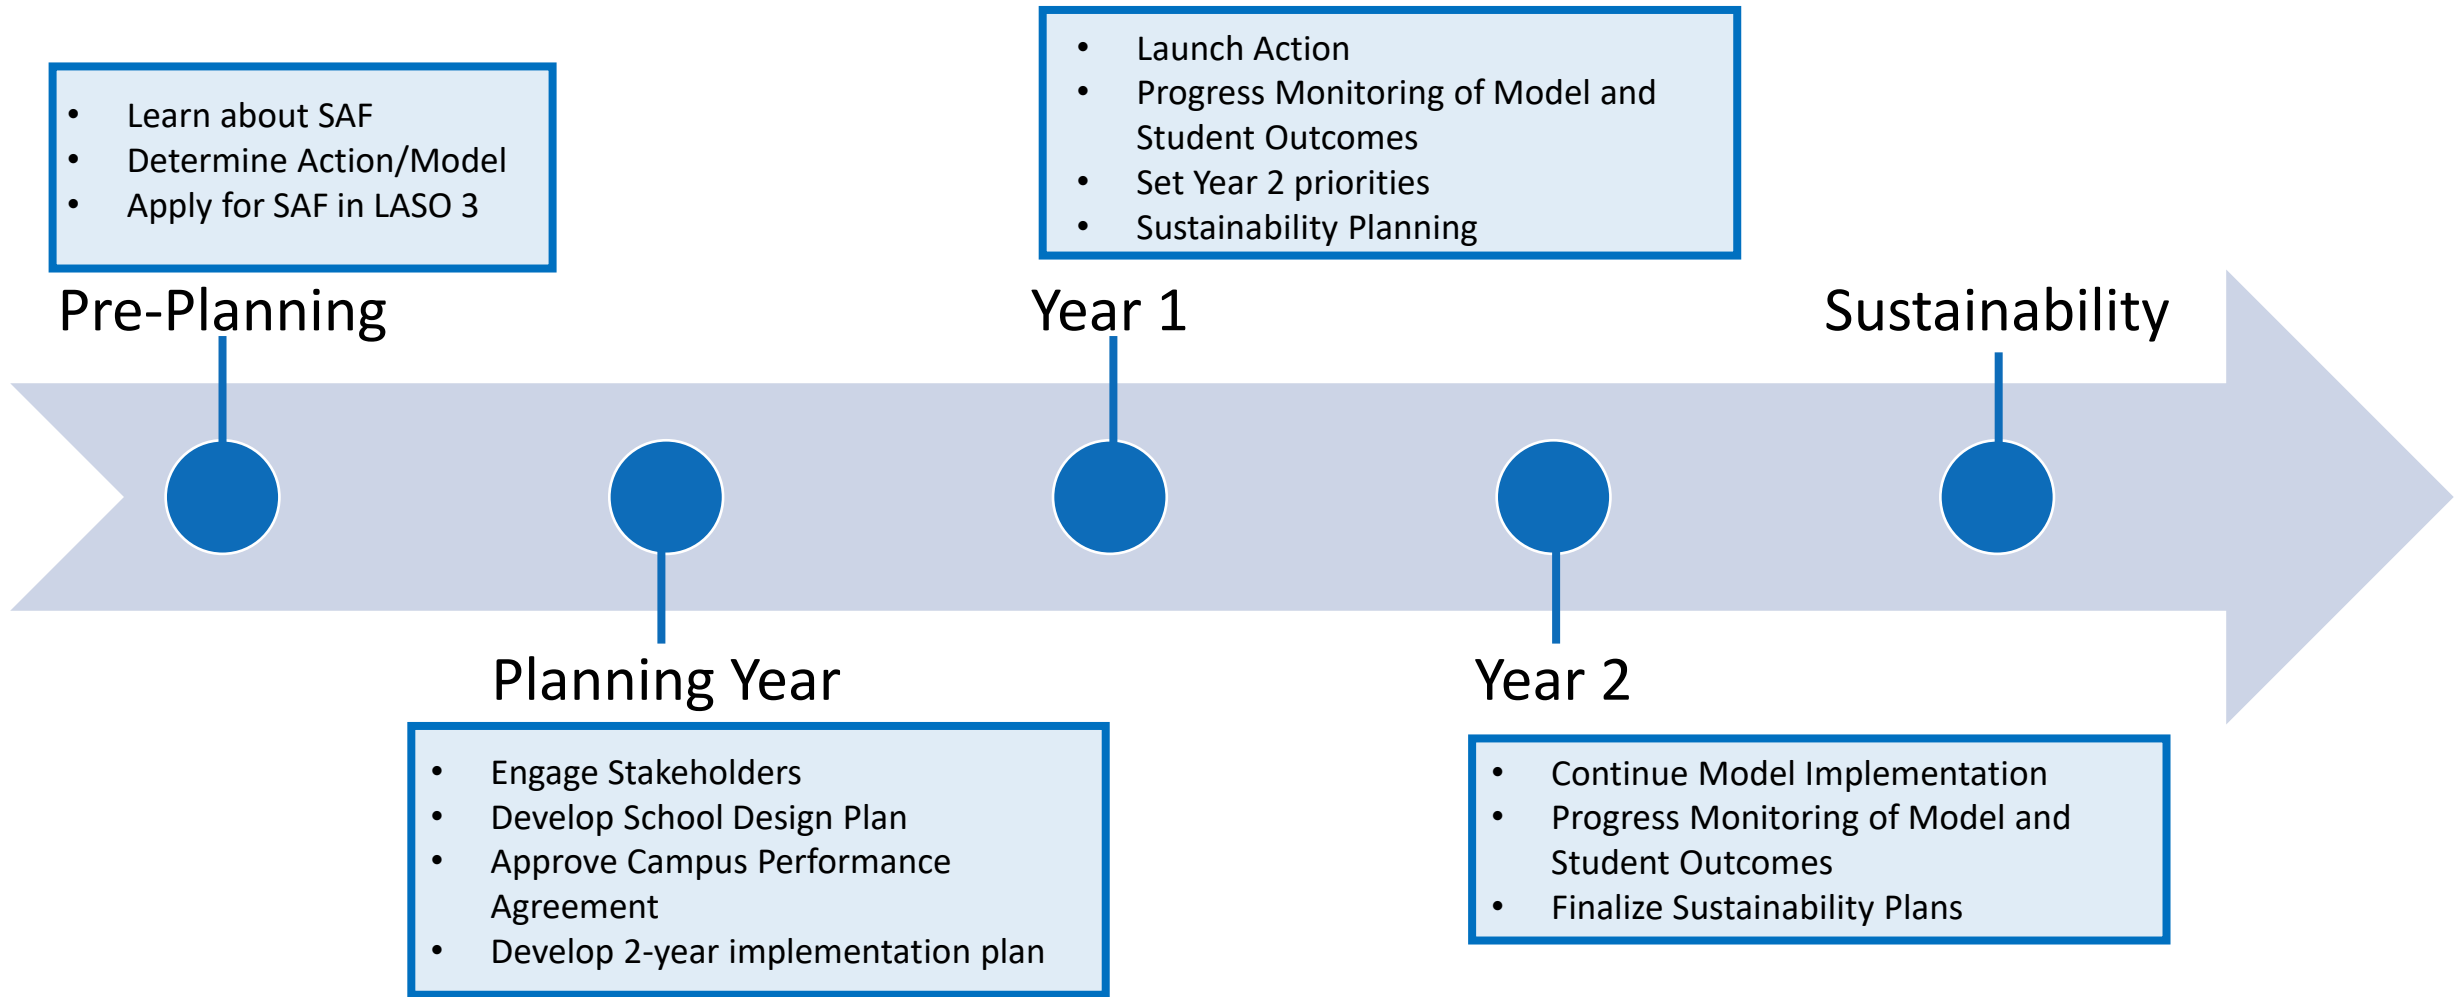 • Learn about SAF
• Determine Action/Model
• Apply for SAF in LASO 3
Pre-Planning
• Engage Stakeholders
• Develop School Design Plan
• Approve Campus Performance
Agreement
• Develop 2-year implementation plan
Planning Year
• Launch Action
• Progress Monitoring of Model and
Student Outcomes
• Set Year 2 priorities
• Sustainability Planning
Year 1
Year 2
• Continue Model Implementation
• Progress Monitoring of Model and
Student Outcomes
• Finalize Sustainability Plans
Sustainability